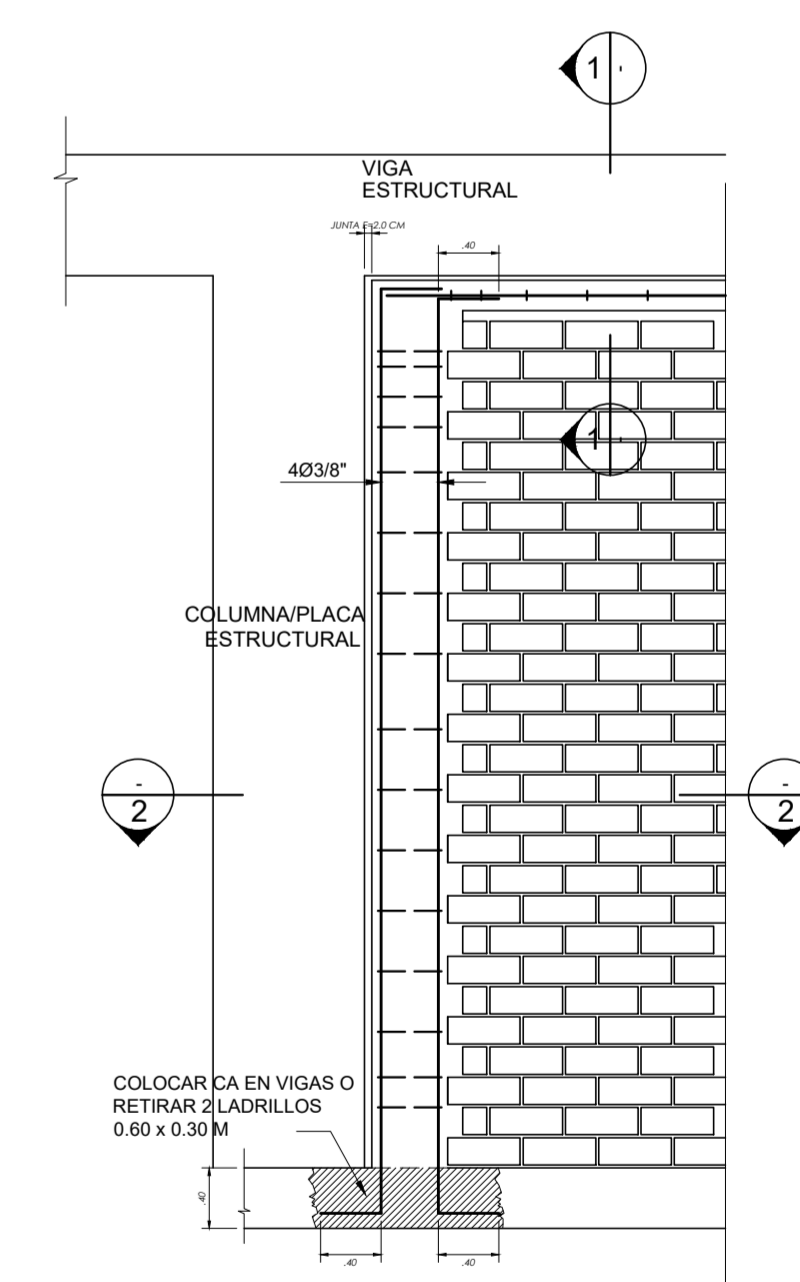 1
-
VIGA
ESTRUCTURAL
JUNTA E=2.0 CM
.40
1
-
4Ø3/8"
COLUMNA/PLACA
ESTRUCTURAL
-
2
-
2
COLOCAR CA EN VIGAS O
RETIRAR 2 LADRILLOS
0.60 x 0.30 M
.40
.40
.40